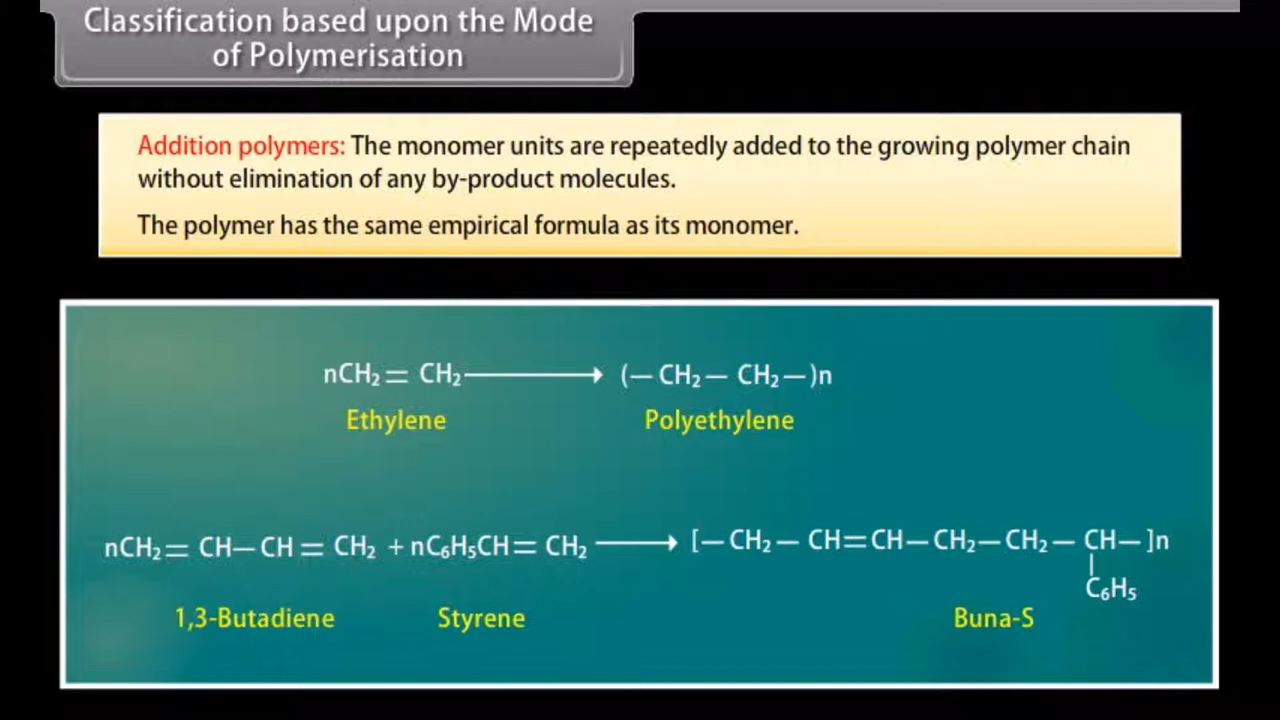 Classification based upon the Mode
of Polymerisation
Addition polymers: The monomer units are repeatedly added to the growing polymer chain
without elimination of any by-product molecules.
The polymer has the same empirical formula as its monomer.
nCH₂ = CH₂ ⟶ (— CH₂ — CH₂ —)n
Ethylene Polyethylene
nCH₂ = CH — CH = CH₂ + nC₆H₅CH = CH₂ ⟶ [— CH₂ — CH = CH — CH₂ — CH₂ — CH —]n
|
C₆H₅
1,3-Butadiene Styrene Buna-S